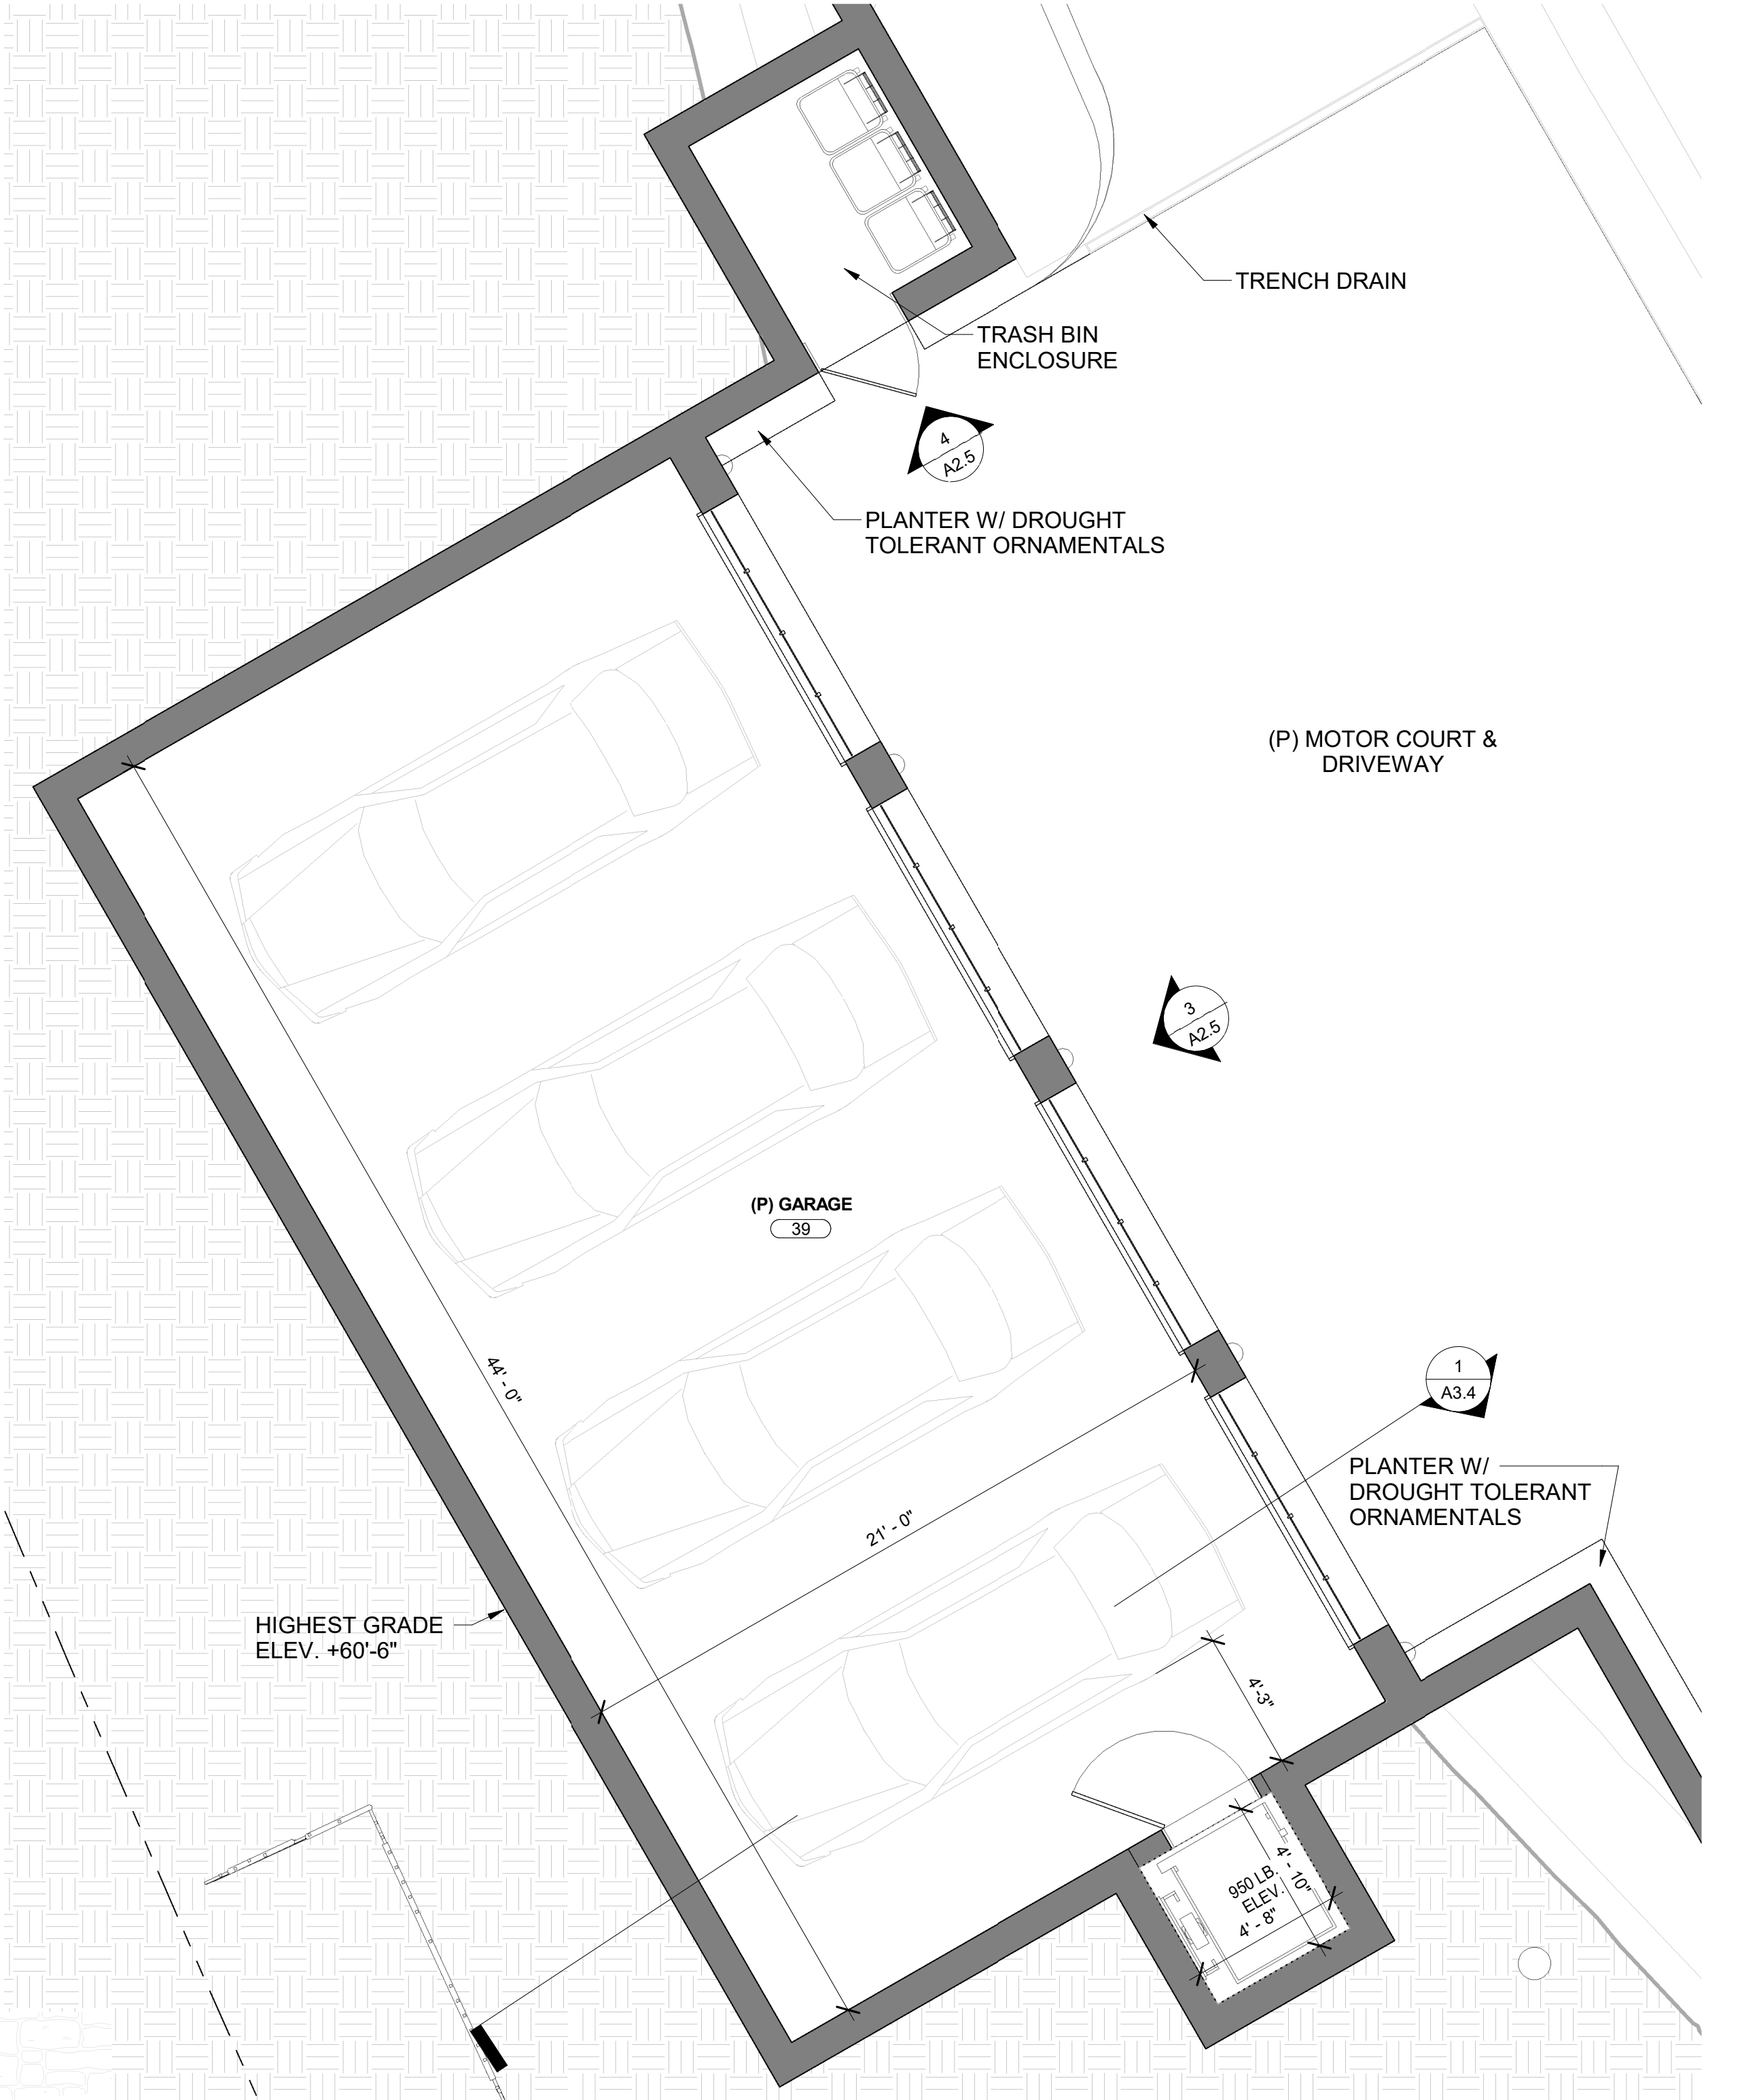 TRENCH DRAIN
TRASH BIN
ENCLOSURE
4
A2.5
PLANTER W/ DROUGHT
TOLERANT ORNAMENTALS
(P) MOTOR COURT &
DRIVEWAY
3
A2.5
(P) GARAGE
39
44' - 0"
21' - 0"
1
A3.4
PLANTER W/
DROUGHT TOLERANT
ORNAMENTALS
HIGHEST GRADE
ELEV. +60'-6"
4'-3"
950 LB.
ELEV.
4' - 10"
4' - 8"